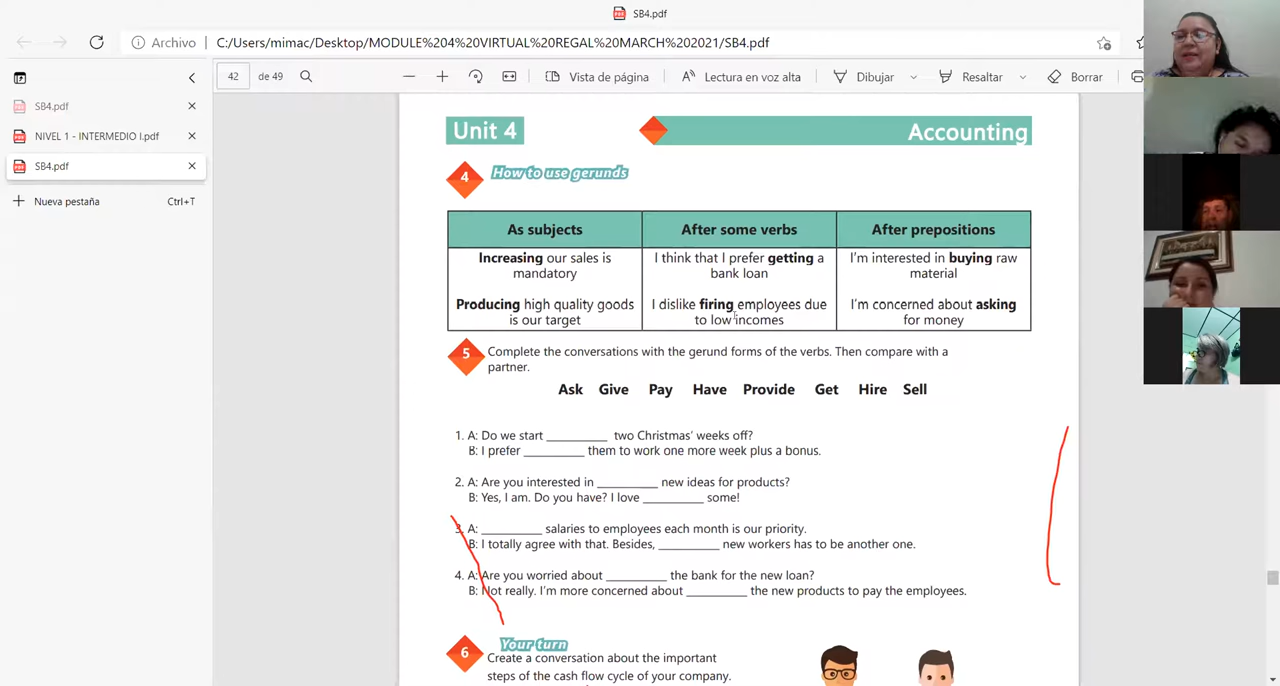 SB4.pdf
Archivo
C:/Users/mimac/Desktop/MODULE%204%20VIRTUAL%20REGAL%20MARCH%202021/SB4.pdf
42
de 49
Vista de página
Lectura en voz alta
Dibujar
Resaltar
Borrar
SB4.pdf
NIVEL 1 - INTERMEDIO I.pdf
SB4.pdf
Nueva pestaña
Ctrl+T
Unit 4
Accounting
4
How to use gerunds
As subjects
After some verbs
After prepositions
Increasing our sales is
mandatory
I think that I prefer getting a
bank loan
I'm interested in buying raw
material
Producing high quality goods
is our target
I dislike firing employees due
to low incomes
I'm concerned about asking
for money
5
Complete the conversations with the gerund forms of the verbs. Then compare with a
partner.
Ask Give Pay Have Provide Get Hire Sell
1. A: Do we start __________ two Christmas' weeks off?
B: I prefer __________ them to work one more week plus a bonus.
2. A: Are you interested in __________ new ideas for products?
B: Yes, I am. Do you have? I love __________ some!
3. A: __________ salaries to employees each month is our priority.
B: I totally agree with that. Besides, __________ new workers has to be another one.
4. A: Are you worried about __________ the bank for the new loan?
B: Not really. I'm more concerned about __________ the new products to pay the employees.
6
Your turn
Create a conversation about the important
steps of the cash flow cycle of your company.